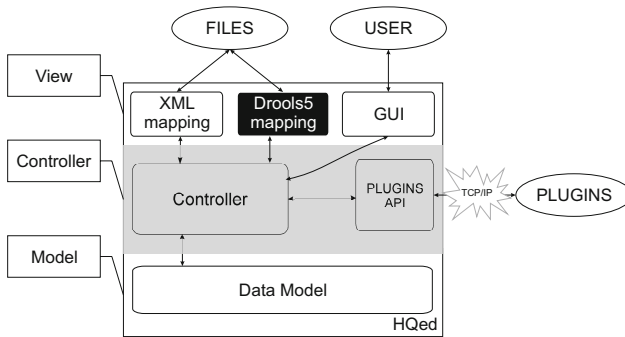 FILES
USER
View
XML
mapping
Drools5
mapping
GUI
Controller
Controller
PLUGINS
API
TCP/IP
PLUGINS
Model
Data Model
HQed